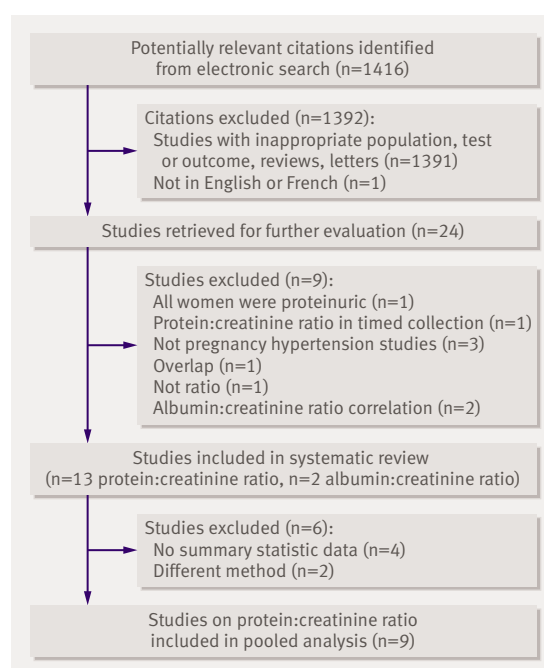 Potentially relevant citations identified
from electronic search (n=1416)
Citations excluded (n=1392):
Studies with inappropriate population, test
or outcome, reviews, letters (n=1391)
Not in English or French (n=1)
Studies retrieved for further evaluation (n=24)
Studies excluded (n=9):
All women were proteinuric (n=1)
Protein:creatinine ratio in timed collection (n=1)
Not pregnancy hypertension studies (n=3)
Overlap (n=1)
Not ratio (n=1)
Albumin:creatinine ratio correlation (n=2)
Studies included in systematic review
(n=13 protein:creatinine ratio, n=2 albumin:creatinine ratio)
Studies excluded (n=6):
No summary statistic data (n=4)
Different method (n=2)
Studies on protein:creatinine ratio
included in pooled analysis (n=9)